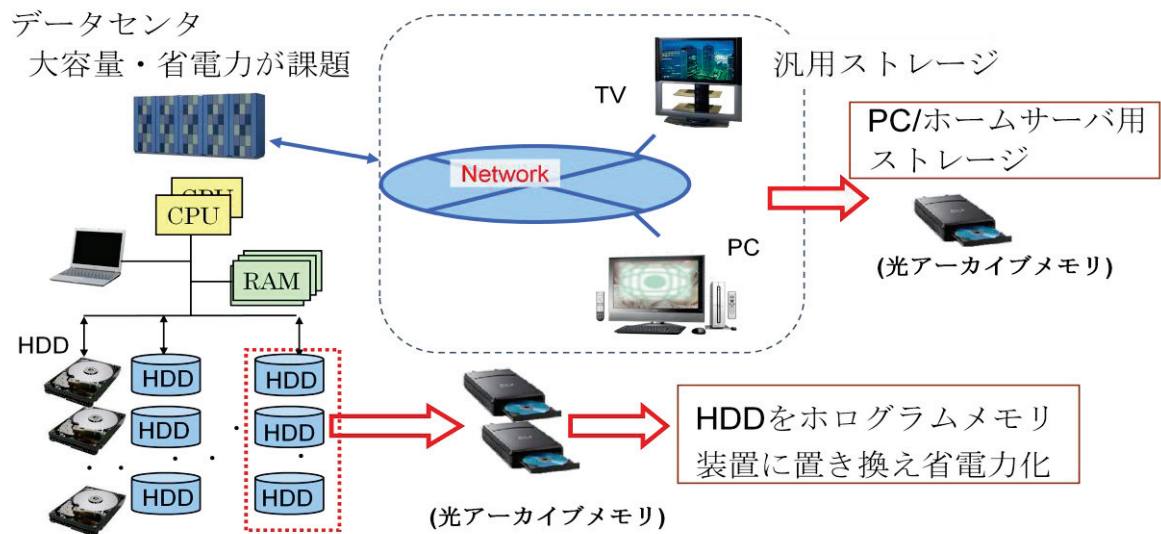 データセンタ
大容量・省電力が課題
汎用ストレージ
TV
PC/ホームサーバ用
ストレージ
Network
CPU
CPU
PC
(光アーカイブメモリ)
RAM
HDD
HDD
HDD
HDD
HDD
HDD
HDD
HDDをホログラムメモリ
装置に置き換え省電力化
(光アーカイブメモリ)